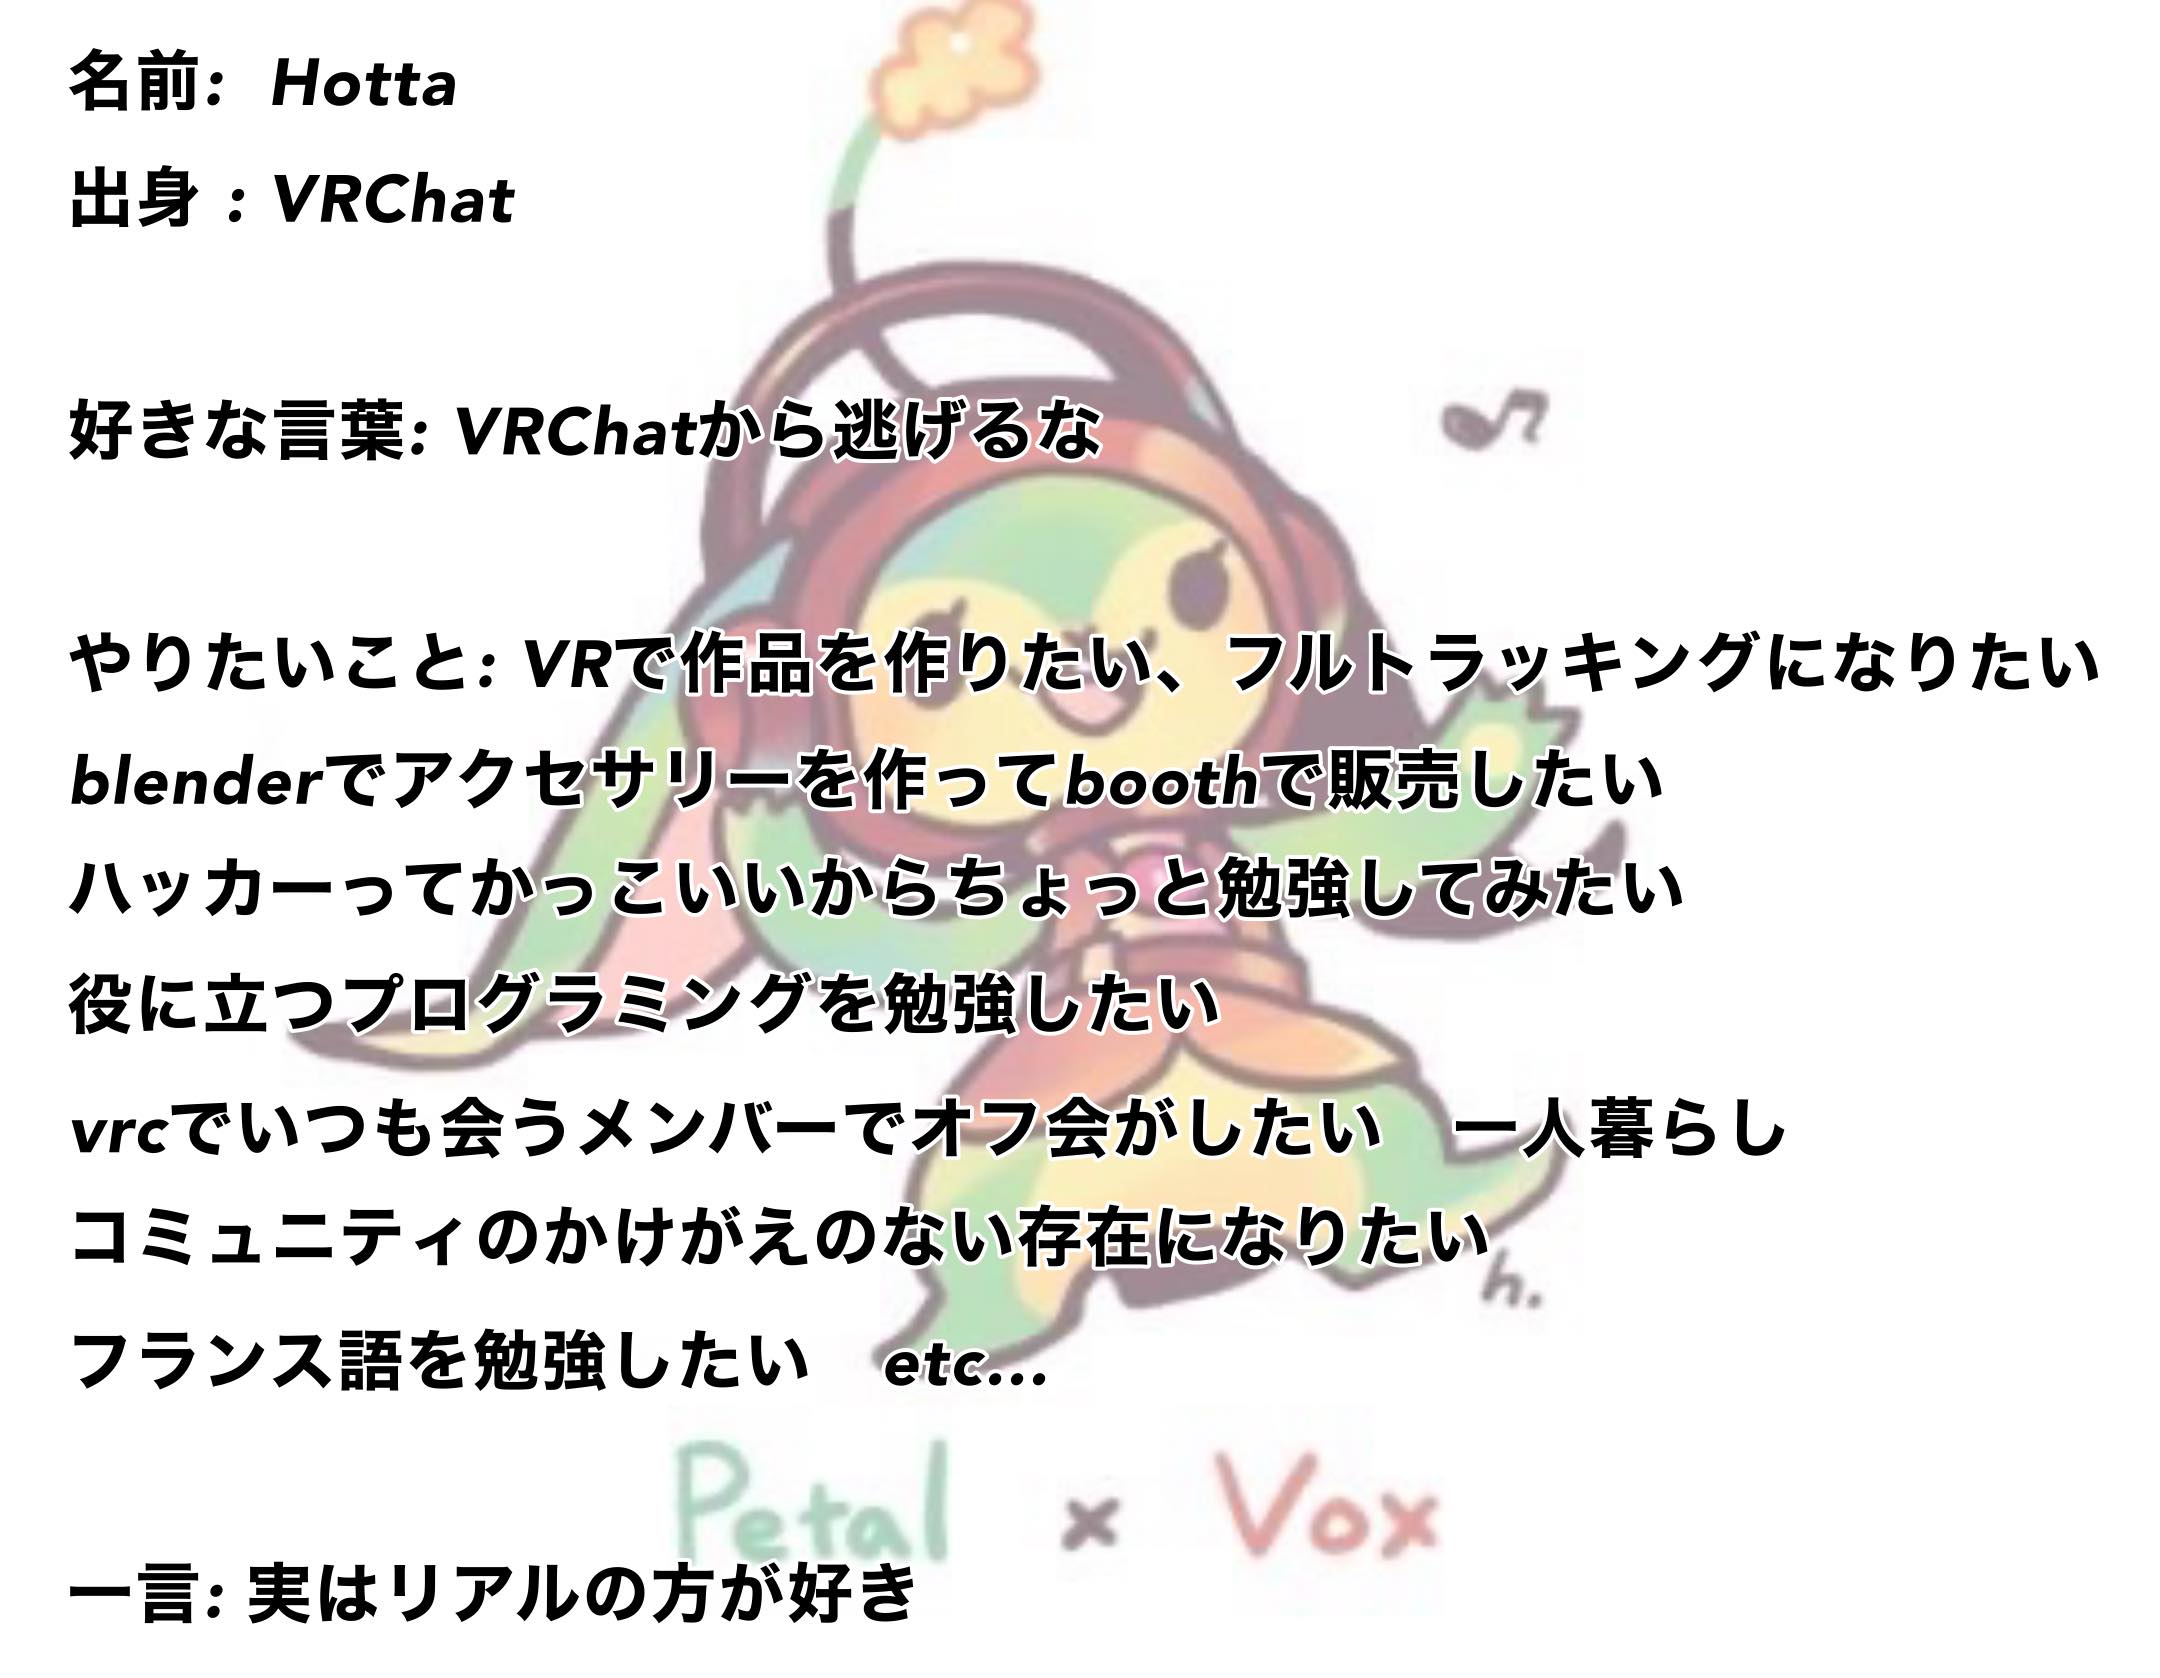 名前: Hotta
出身 : VRChat
好きな言葉: VRChatから逃げるな
やりたいこと: VRで作品を作りたい、フルトラッキングになりたい
blenderでアクセサリーを作ってboothで販売したい
ハッカーってかっこいいからちょっと勉強してみたい
役に立つプログラミングを勉強したい
vrcでいつも会うメンバーでオフ会がしたい　一人暮らし
コミュニティのかけがえのない存在になりたい
h.
フランス語を勉強したい　etc...
Petal x Vox
一言: 実はリアルの方が好き